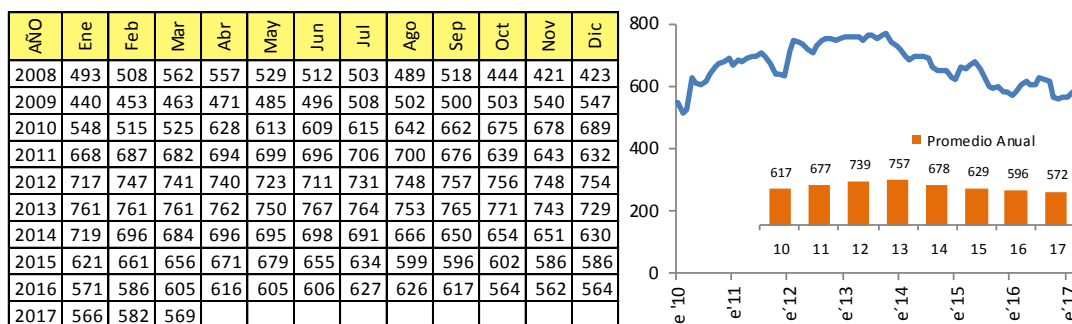 AÑO Ene Feb Mar Abr May Jun Jul Ago Sep Oct Nov Dic
2008 493 508 562 557 529 512 503 489 518 444 421 423
2009 440 453 463 471 485 496 508 502 500 503 540 547
2010 548 515 525 628 613 609 615 642 662 675 678 689
2011 668 687 682 694 699 696 706 700 676 639 643 632
2012 717 747 741 740 723 711 731 748 757 756 748 754
2013 761 761 761 762 750 767 764 753 765 771 743 729
2014 719 696 684 696 695 698 691 666 650 654 651 630
2015 621 661 656 671 679 655 634 599 596 602 586 586
2016 571 586 605 616 605 606 627 626 617 564 562 564
2017 566 582 569
800
600
400
200
0
Promedio Anual
617 677 739 757 678 629 596 572
10 11 12 13 14 15 16 17
e '10 e'11 e'12 e'13 e'14 e'15 e'16 e'17